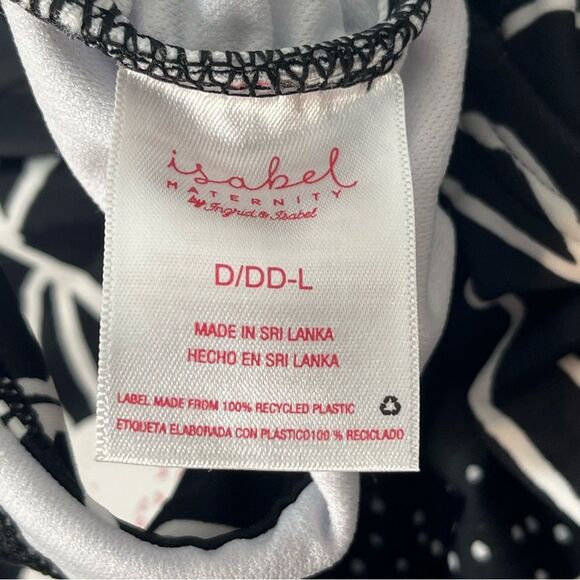 isabel
MATERNITY
by Ingrid & Isabel
D/DD-L
MADE IN SRI LANKA
HECHO EN SRI LANKA
LABEL MADE FROM 100% RECYCLED PLASTIC
ETIQUETA ELABORADA CON PLASTICO100 % RECICLADO